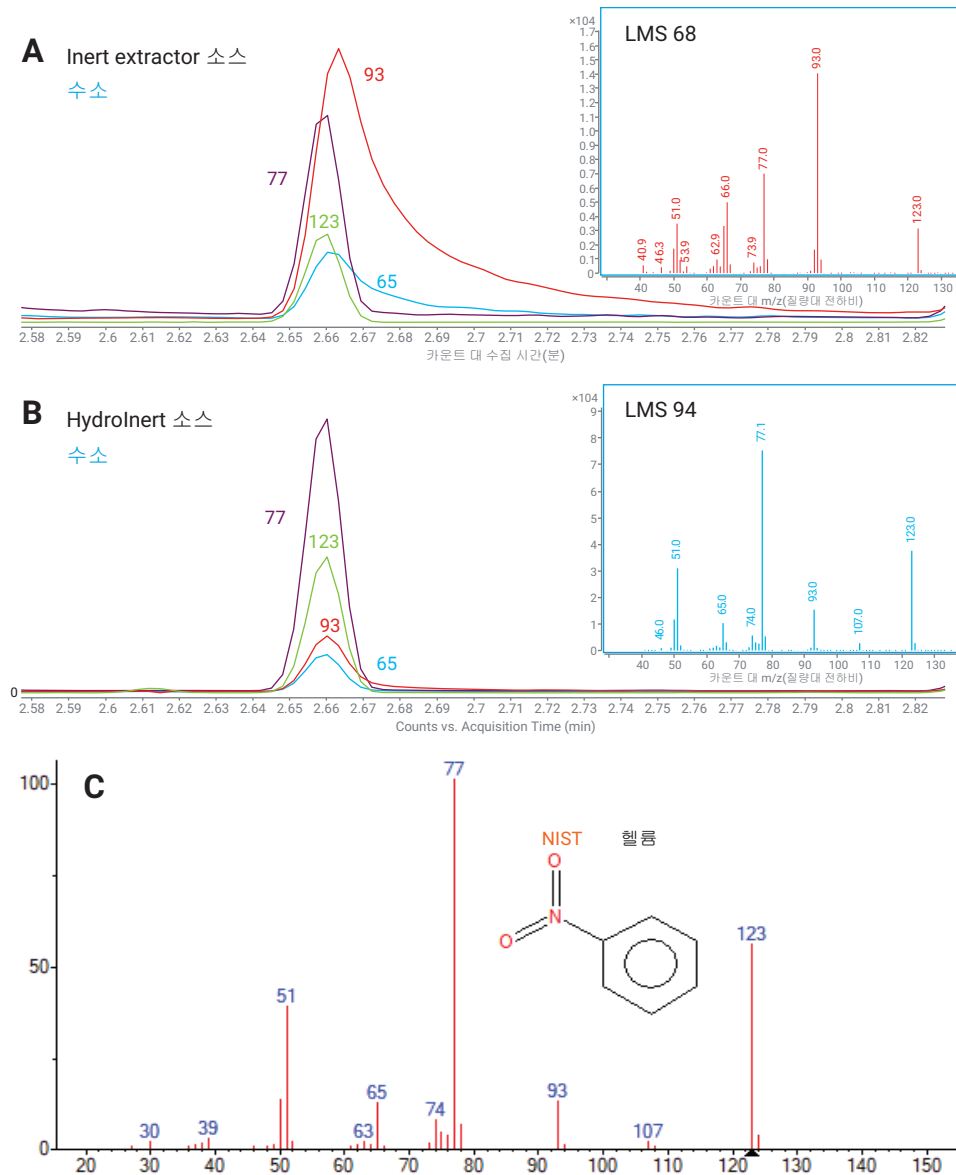 A
Inert extractor 소스
수소
93
77
123
65
2.58 2.59 2.6 2.61 2.62 2.63 2.64 2.65 2.66 2.67 2.68 2.69 2.7 2.71 2.72 2.73 2.74 2.75 2.76 2.77 2.78 2.79 2.8 2.81 2.82
카운트 대 수집 시간(분)
×104
LMS 68
1.7
1.6
1.5
1.4
1.3
1.2
1.1
1
0.9
0.8
0.7
0.6
0.5
0.4
0.3
0.2
0.1
0
40.9 46.3 51.0 53.9 62.9 66.0 73.9 77.0 93.0 123.0
40 50 60 70 80 90 100 110 120 130
카운트 대 m/z(질량대 전하비)
B
HydroInert 소스
수소
77
123
93
65
0
2.58 2.59 2.6 2.61 2.62 2.63 2.64 2.65 2.66 2.67 2.68 2.69 2.7 2.71 2.72 2.73 2.74 2.75 2.76 2.77 2.78 2.79 2.8 2.81 2.82
Counts vs. Acquisition Time (min)
×104
LMS 94
9
8
7
6
5
4
3
2
1
0
46.0 51.0 65.0 74.0 77.1 93.0 107.0 123.0
40 50 60 70 80 90 100 110 120 130
카운트 대 m/z(질량대 전하비)
C
100
50
0
30 39 51 63 65 74 77 93 107 123
NIST 헬륨
O
N
O
20 30 40 50 60 70 80 90 100 110 120 130 140 150